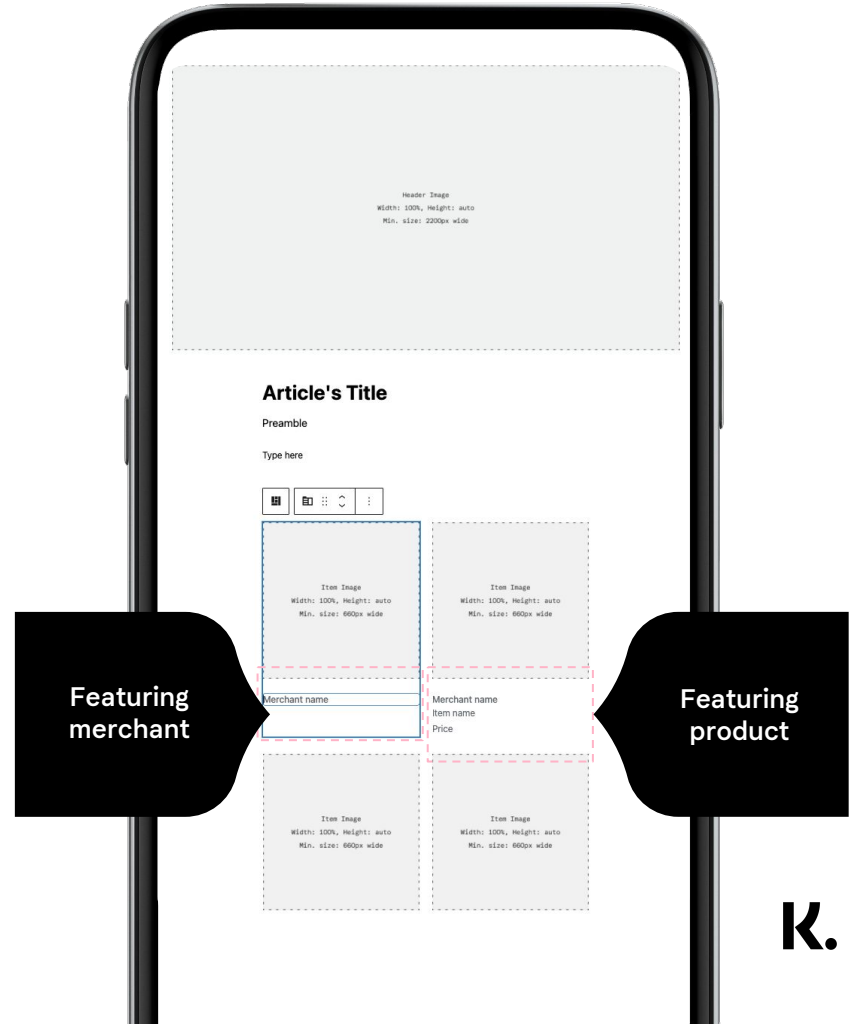 Header Image
Width: 100%, Height: auto
Min. size: 2200px wide
Article's Title
Preamble
Type here
Item Image
Width: 100%, Height: auto
Min. size: 660px wide
Item Image
Width: 100%, Height: auto
Min. size: 660px wide
Featuring
merchant
Merchant name
Merchant name
Item name
Price
Featuring
product
Item Image
Width: 100%, Height: auto
Min. size: 660px wide
Item Image
Width: 100%, Height: auto
Min. size: 660px wide
K.